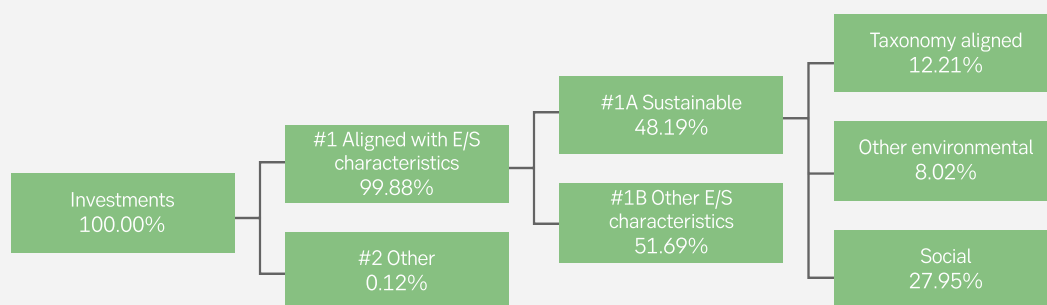 Investments
100.00%
#1 Aligned with E/S
characteristics
99.88%
#2 Other
0.12%
#1A Sustainable
48.19%
#1B Other E/S
characteristics
51.69%
Taxonomy aligned
12.21%
Other environmental
8.02%
Social
27.95%